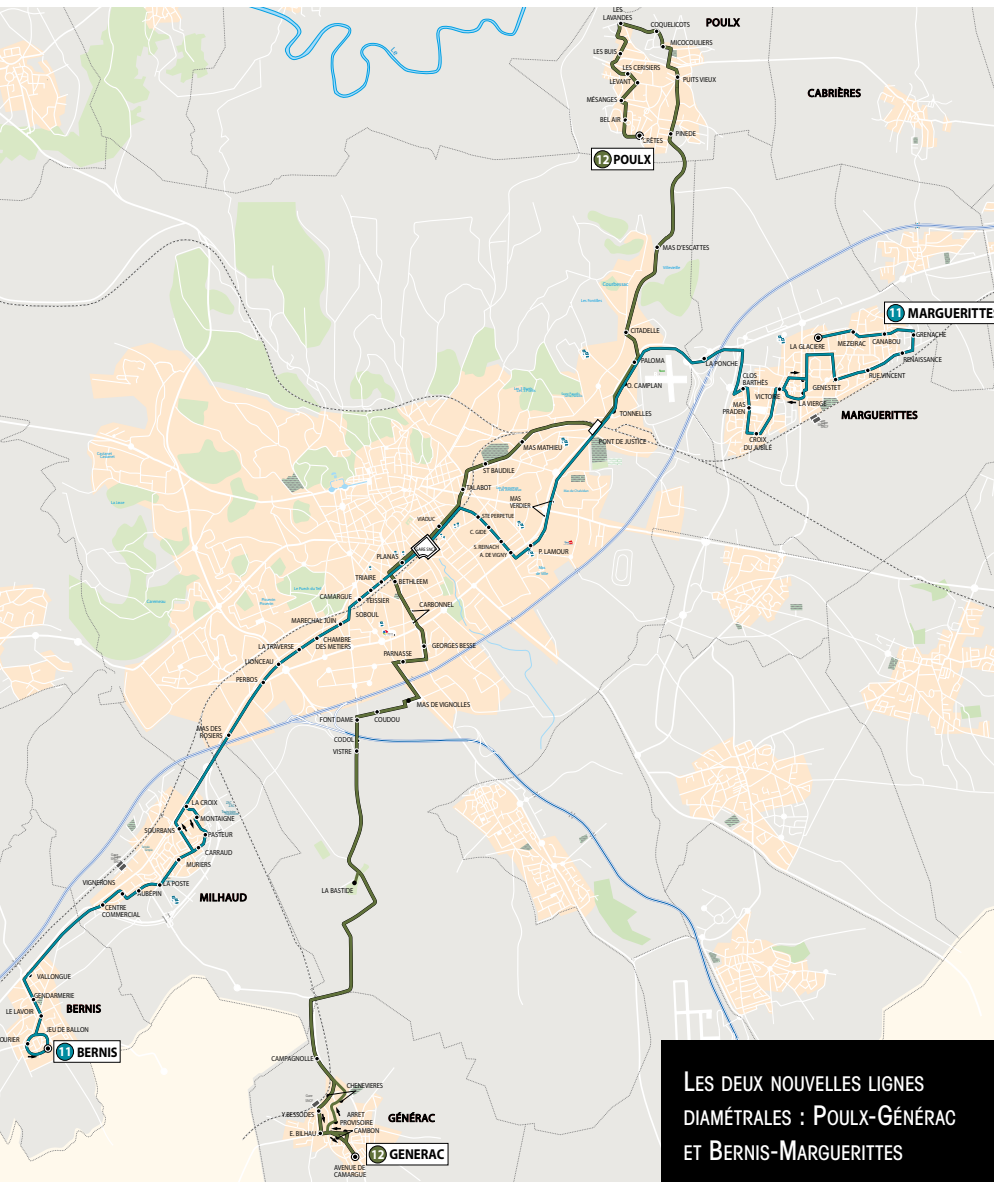 LES
LAVANDES
COQUELICOTS
POULX
MICOCOULIERS
LES BUIS
LES CERISIERS
LEVANT
PUITS VIEUX
MÉSANGES
CABRIÈRES
BEL AIR
PINEDE
CRÊTES
12 POULX
Le
MAS D'ESCATTES
Courbessac
11 MARGUERITTES
CITADELLE
LA GLACIERE
MEZEIRAC
CANABOU
GRENACHE
PALOMA
LA PONCHE
RENAISSANCE
CLOS
BARTHÈS
RUE VINCENT
GENESTET
O. CAMPLAN
VICTOIRE
LA VIERGE
MAS
PRADEN
MARGUERITTES
TONNELLES
CROIX
DU JUBILÉ
PONT DE JUSTICE
MAS MATHIEU
ST BAUDILE
TALABOT
MAS
VERDIER
VIADUC
STE PERPETUE
C. GIDE
S. REINACH
A. DE VIGNY
P. LAMOUR
PLANAS
TRIAIRE
BETHLEEM
CAMARGUE
TEISSIER
CARBONNEL
SOBOUL
MARECHAL JUIN
CHAMBRE
DES METIERS
LA TRAVERSE
GEORGES BESSE
LIONCEAU
PARNASSE
PERBOS
MAS DE VIGNOLLES
FONT DAME
COUDOU
MAS DES
ROSIERS
CODOL
VISTRE
LA CROIX
MONTAIGNE
SOURBANS
PASTEUR
CARRAUD
MURIERS
VIGNERONS
LA POSTE
AUBÉPIN
LA BASTIDE
MILHAUD
CENTRE
COMMERCIAL
VALLONGUE
GENDARMERIE
LE LAVOIR
BERNIS
JEU DE BALLON
OURIER
11 BERNIS
CAMPAGNOLLE
CHENEVIERES
Y.BESSODES
ARRET
PROVISOIRE
GÉNÉRAC
E. BILHAU
CAMBON
12 GENERAC
AVENUE DE
CAMARGUE
LES DEUX NOUVELLES LIGNES
DIAMÉTRALES : POULX-GÉNÉRAC
ET BERNIS-MARGUERITTES